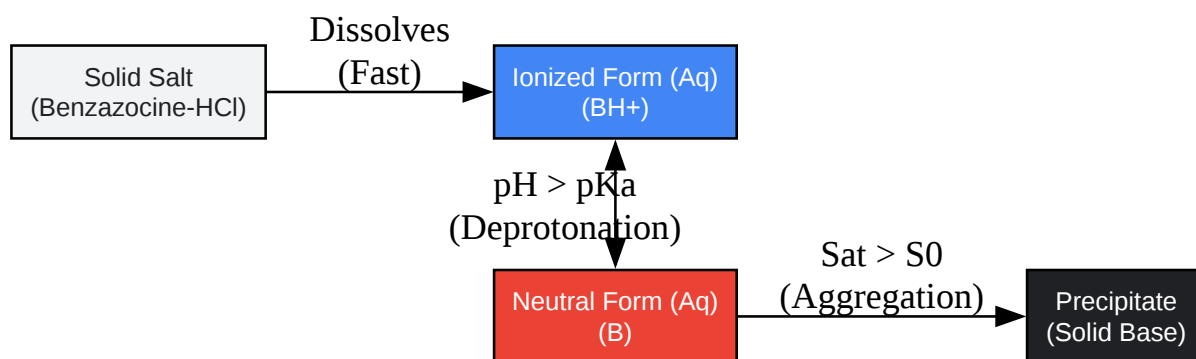 Dissolves
(Fast)
Solid Salt
(Benzazocine-HCl)
Ionized Form (Aq)
(BH+)
pH > pKa
(Deprotonation)
Sat > S0
(Aggregation)
Neutral Form (Aq)
(B)
Precipitate
(Solid Base)